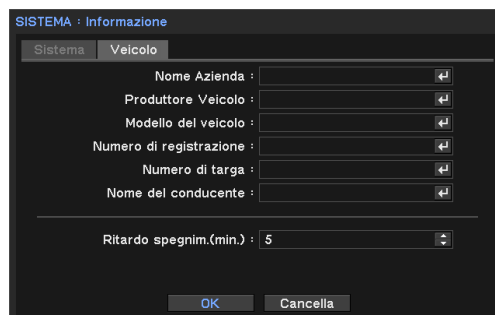 SISTEMA : Informazione
Sistema Veicolo
Nome Azienda :
Produttore Veicolo :
Modello del veicolo :
Numero di registrazione :
Numero di targa :
Nome del conducente :
Ritardo spegnim.(min.) : 5
OK Cancella